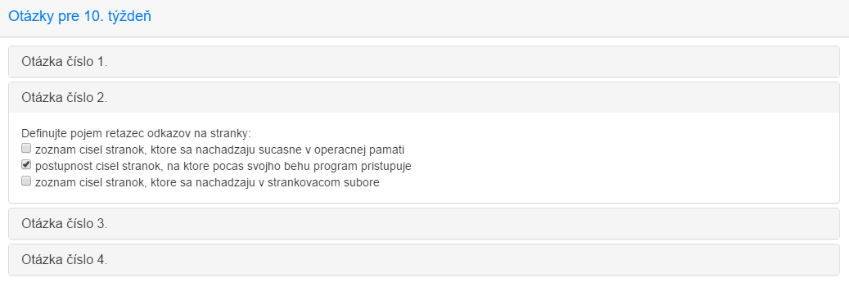 Otázky pre 10. týždeň
Otázka číslo 1.
Otázka číslo 2.
Definujte pojem retazec odkazov na stranky:
zoznam cisel stranok, ktore sa nachadzaju sucasne v operacnej pamati
postupnost cisel stranok, na ktore pocas svojho behu program pristupuje
zoznam cisel stranok, ktore sa nachadzaju v strankovacom subore
Otázka číslo 3.
Otázka číslo 4.